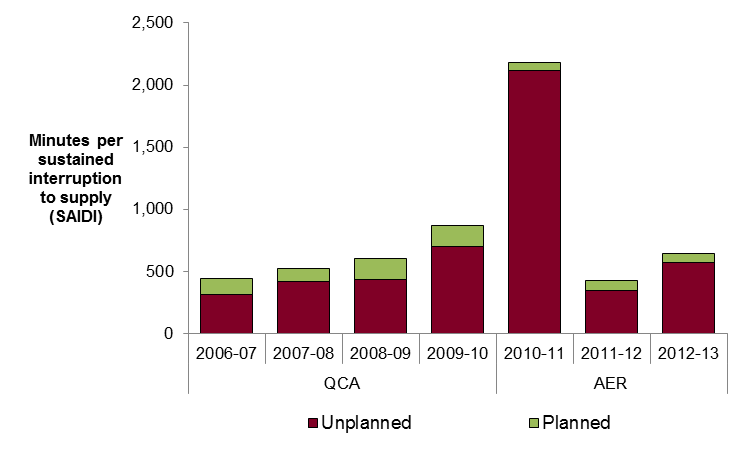 2,500
2,000
1,500
1,000
500
0
Minutes per
sustained
interruption
to supply
(SAIDI)
2006-07 2007-08 2008-09 2009-10 2010-11 2011-12 2012-13
QCA AER
Unplanned Planned